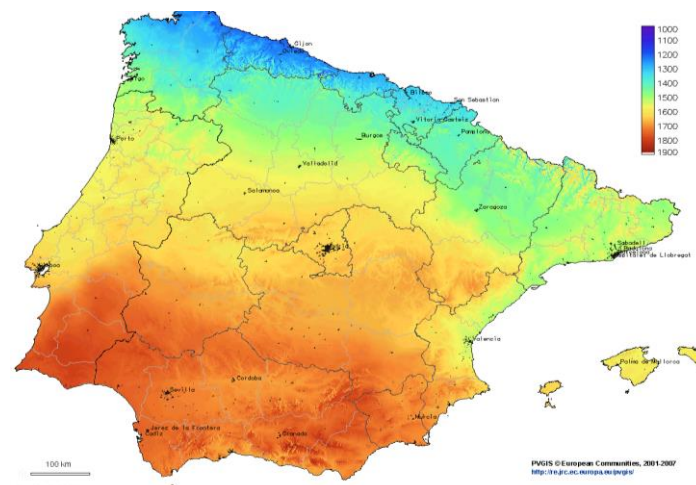 Gijon
1000
1100
1200
1300
1400
1500
1600
1700
1800
1900
Bilbao
San Sebastian
Vitoria-Gasteiz
Pamplona
Burgos
Porto
Valladolid
Salamanca
Zaragoza
Sabadell
Badalona
Valencia
Palma de Mallorca
Cordoba
Sevilla
Murcia
Jerez de la Frontera
Cadiz
Granada
100 km
PVGIS © European Communities, 2001-2007
http://re.jrc.ec.europa.eu/pvgis/